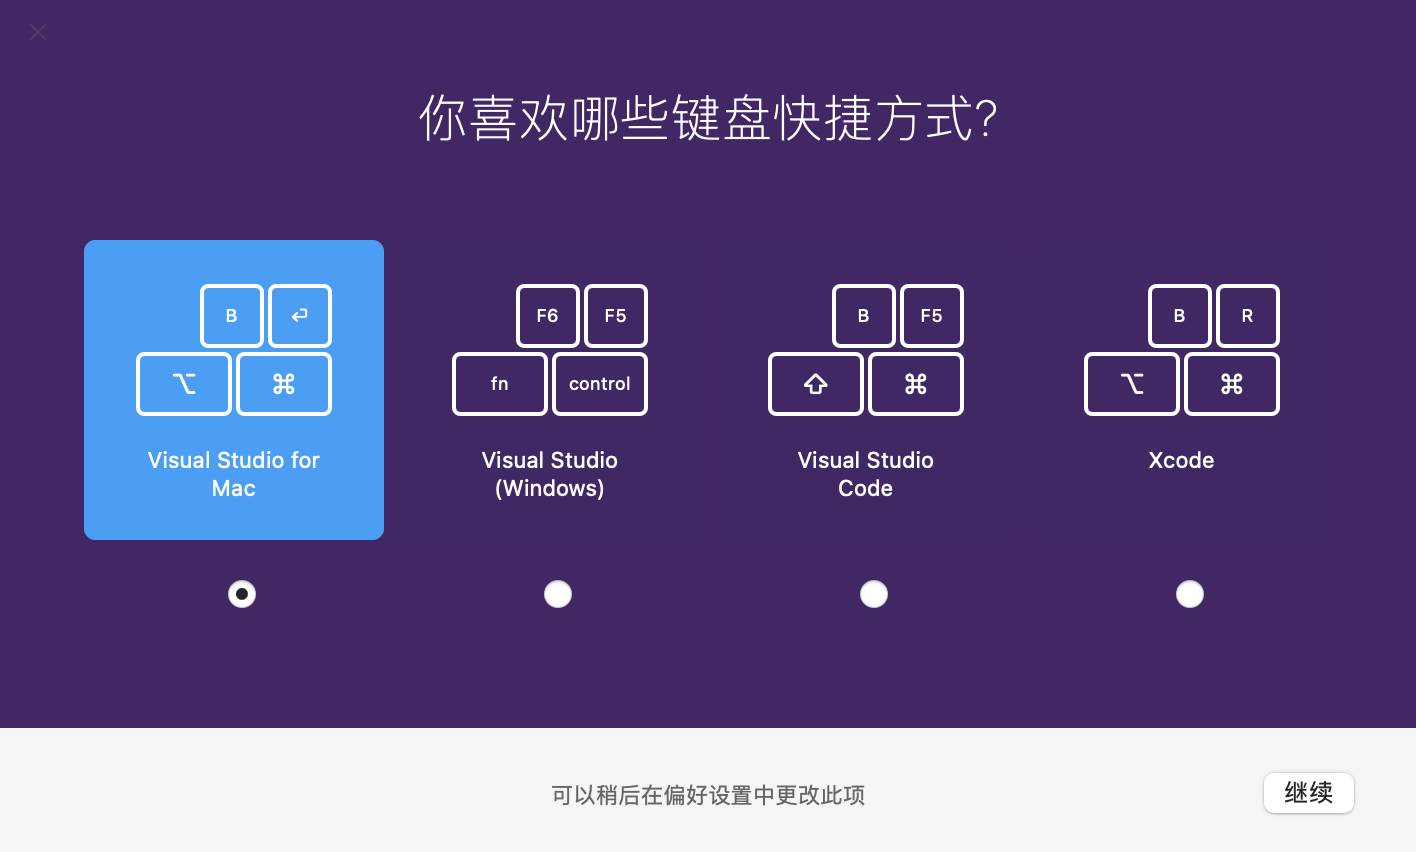 你喜欢哪些键盘快捷方式?
B ↩
⌥ ⌘
Visual Studio for
Mac
F6 F5
fn control
Visual Studio
(Windows)
B F5
⇧ ⌘
Visual Studio
Code
B R
⌥ ⌘
Xcode
可以稍后在偏好设置中更改此项
继续